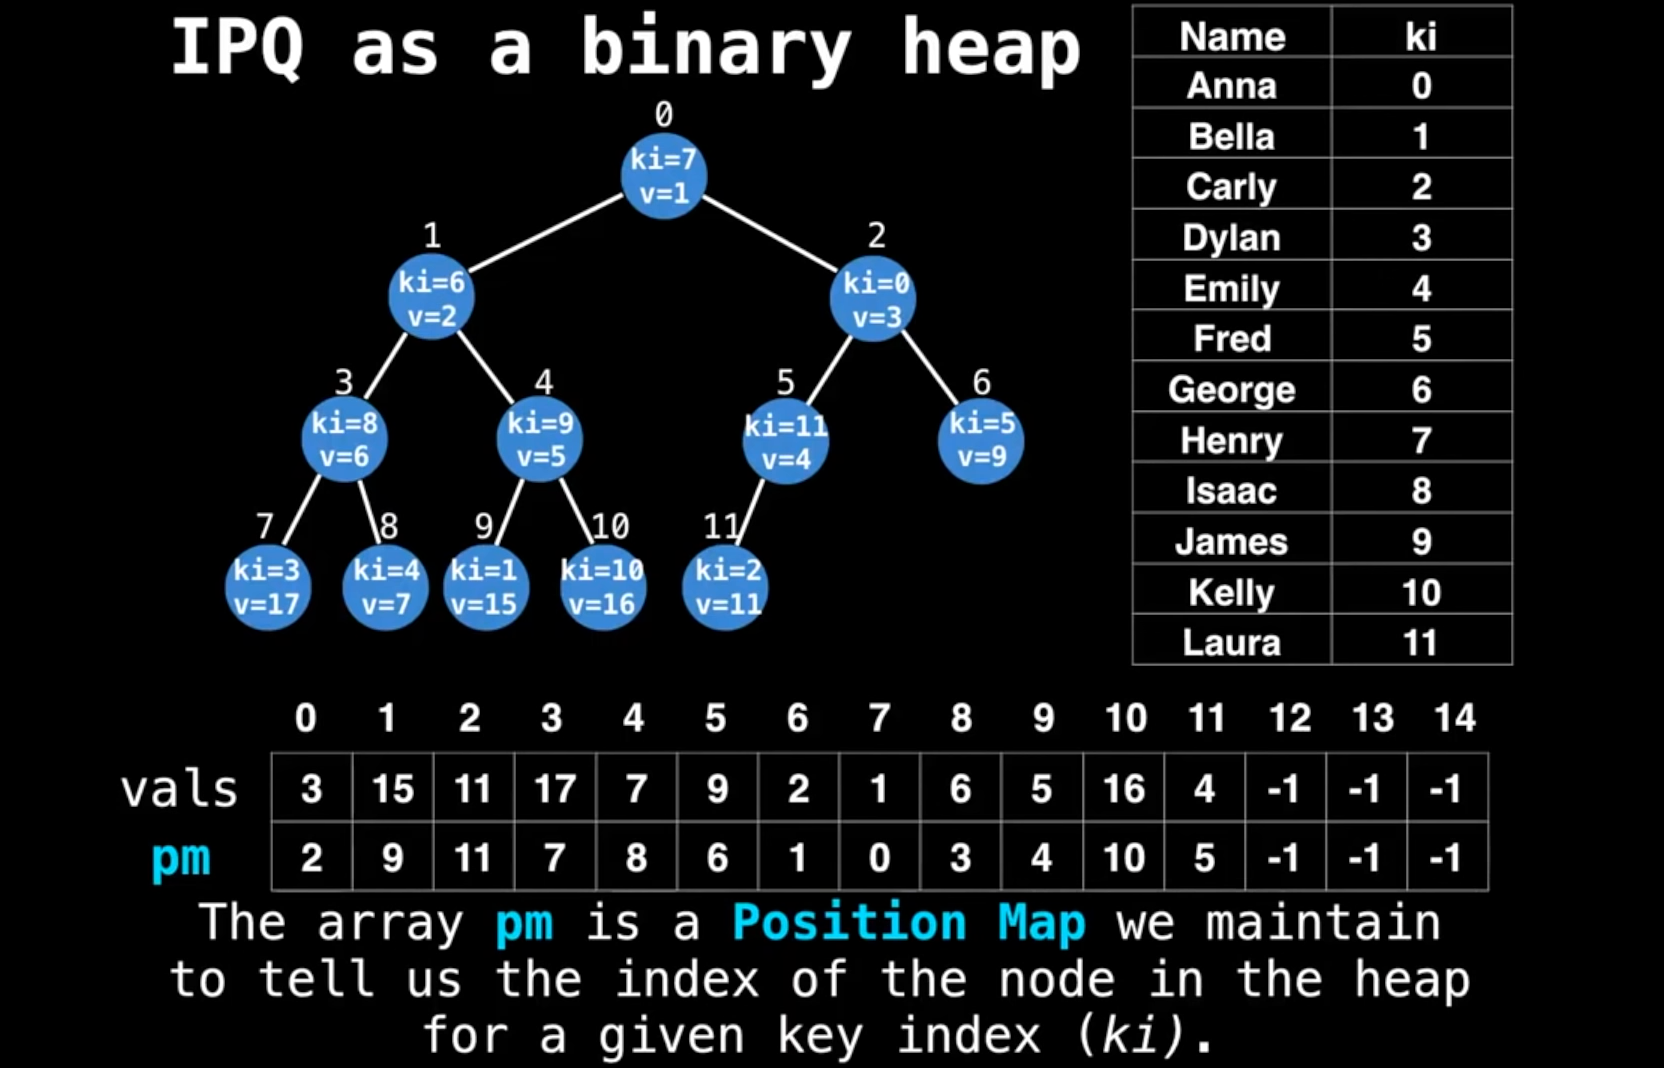 IPQ as a binary heap
0
ki=7
v=1
1
ki=6
v=2
2
ki=0
v=3
3
ki=8
v=6
4
ki=9
v=5
5
ki=11
v=4
6
ki=5
v=9
7
ki=3
v=17
8
ki=4
v=7
9
ki=1
v=15
10
ki=10
v=16
11
ki=2
v=11
Name ki
Anna 0
Bella 1
Carly 2
Dylan 3
Emily 4
Fred 5
George 6
Henry 7
Isaac 8
James 9
Kelly 10
Laura 11
0 1 2 3 4 5 6 7 8 9 10 11 12 13 14
vals 3 15 11 17 7 9 2 1 6 5 16 4 -1 -1 -1
pm 2 9 11 7 8 6 1 0 3 4 10 5 -1 -1 -1
The array pm is a Position Map we maintain
to tell us the index of the node in the heap
for a given key index (ki).